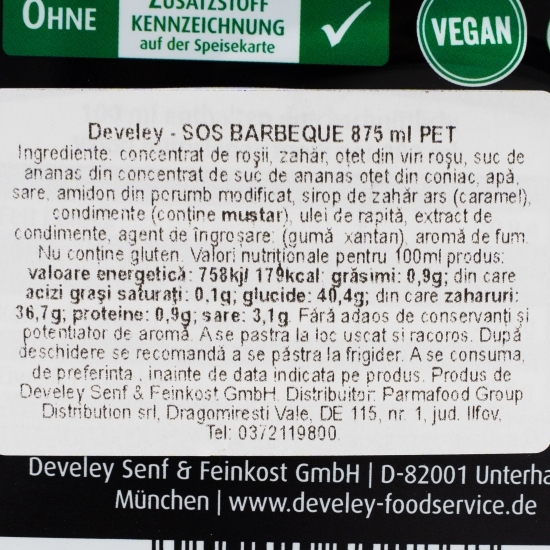 OHNE
ZUSATZSTOFF
KENNZEICHNUNG
auf der Speisekarte
VEGAN
Develey - SOS BARBEQUE 875 ml PET
Ingrediente: concentrat de roșii, zahăr, oțet din vin roșu, suc de
ananas din concentrat de suc de ananas oțet din coniac, apă,
sare, amidon din porumb modificat, sirop de zahăr ars (caramel),
condimente (conține muștar), ulei de rapiță, extract de
condimente, agent de îngroșare: (gumă xantan), aromă de fum.
Nu conține gluten. Valori nutriționale pentru 100ml produs:
valoare energetică: 758kj/ 179kcal; grăsimi: 0,9g; din care
acizi grași saturați: 0,1g; glucide: 40,4g; din care zaharuri:
36,7g; proteine: 0,9g; sare: 3,1g. Fără adaos de conservanți și
potențiator de aromă. A se pastra la loc uscat si racoros. După
deschidere se recomandă a se păstra la frigider. A se consuma,
de preferinta , inainte de data indicata pe produs. Produs de
Develey Senf & Feinkost GmbH. Distribuitor: Parmafood Group
Distribution srl, Dragomiresti Vale, DE 115, nr. 1, jud. Ilfov,
Tel: 0372119800.
Develey Senf & Feinkost GmbH | D-82001 Unterha
München | www.develey-foodservice.de